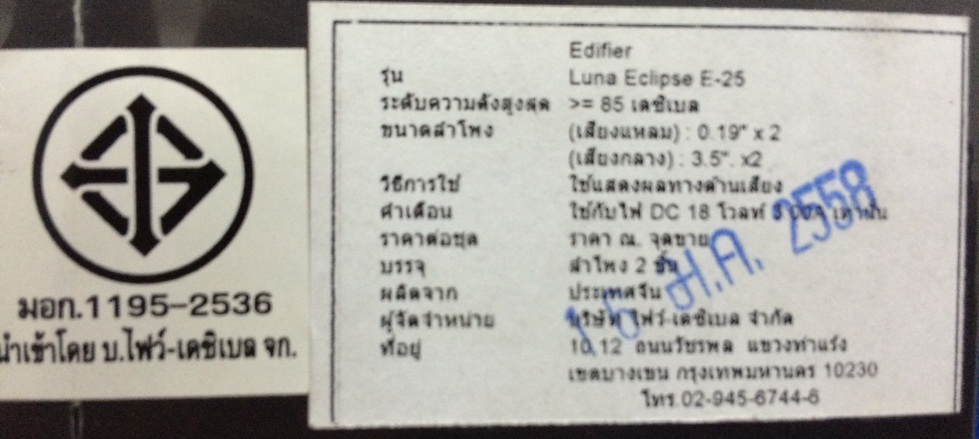 มอก.1195-2536
นำเข้าโดย บ.ไฟว์-เดซิเบล จก.
Edifier
รุ่น Luna Eclipse E-25
ระดับความดังสูงสุด >= 85 เดซิเบล
ขนาดลำโพง (เสียงแหลม) : 0.19" x 2
(เสียงกลาง) : 3.5". x2
วิธีการใช้ ใช้แสดงผลทางด้านเสียง
คำเตือน ใช้กับไฟ DC 18 โวลท์ เท่านั้น
ราคาต่อชุด ราคา ณ. จุดขาย
บรรจุ ลำโพง 2 ชิ้น
ผลิตจาก ประเทศจีน
ผู้จัดจำหน่าย บริษัท ไฟว์-เดซิเบล จำกัด
ที่อยู่ 10,12 ถนนวัชรพล แขวงท่าแร้ง
เขตบางเขน กรุงเทพมหานคร 10230
โทร.02-945-6744-6
ม.ค. 2558